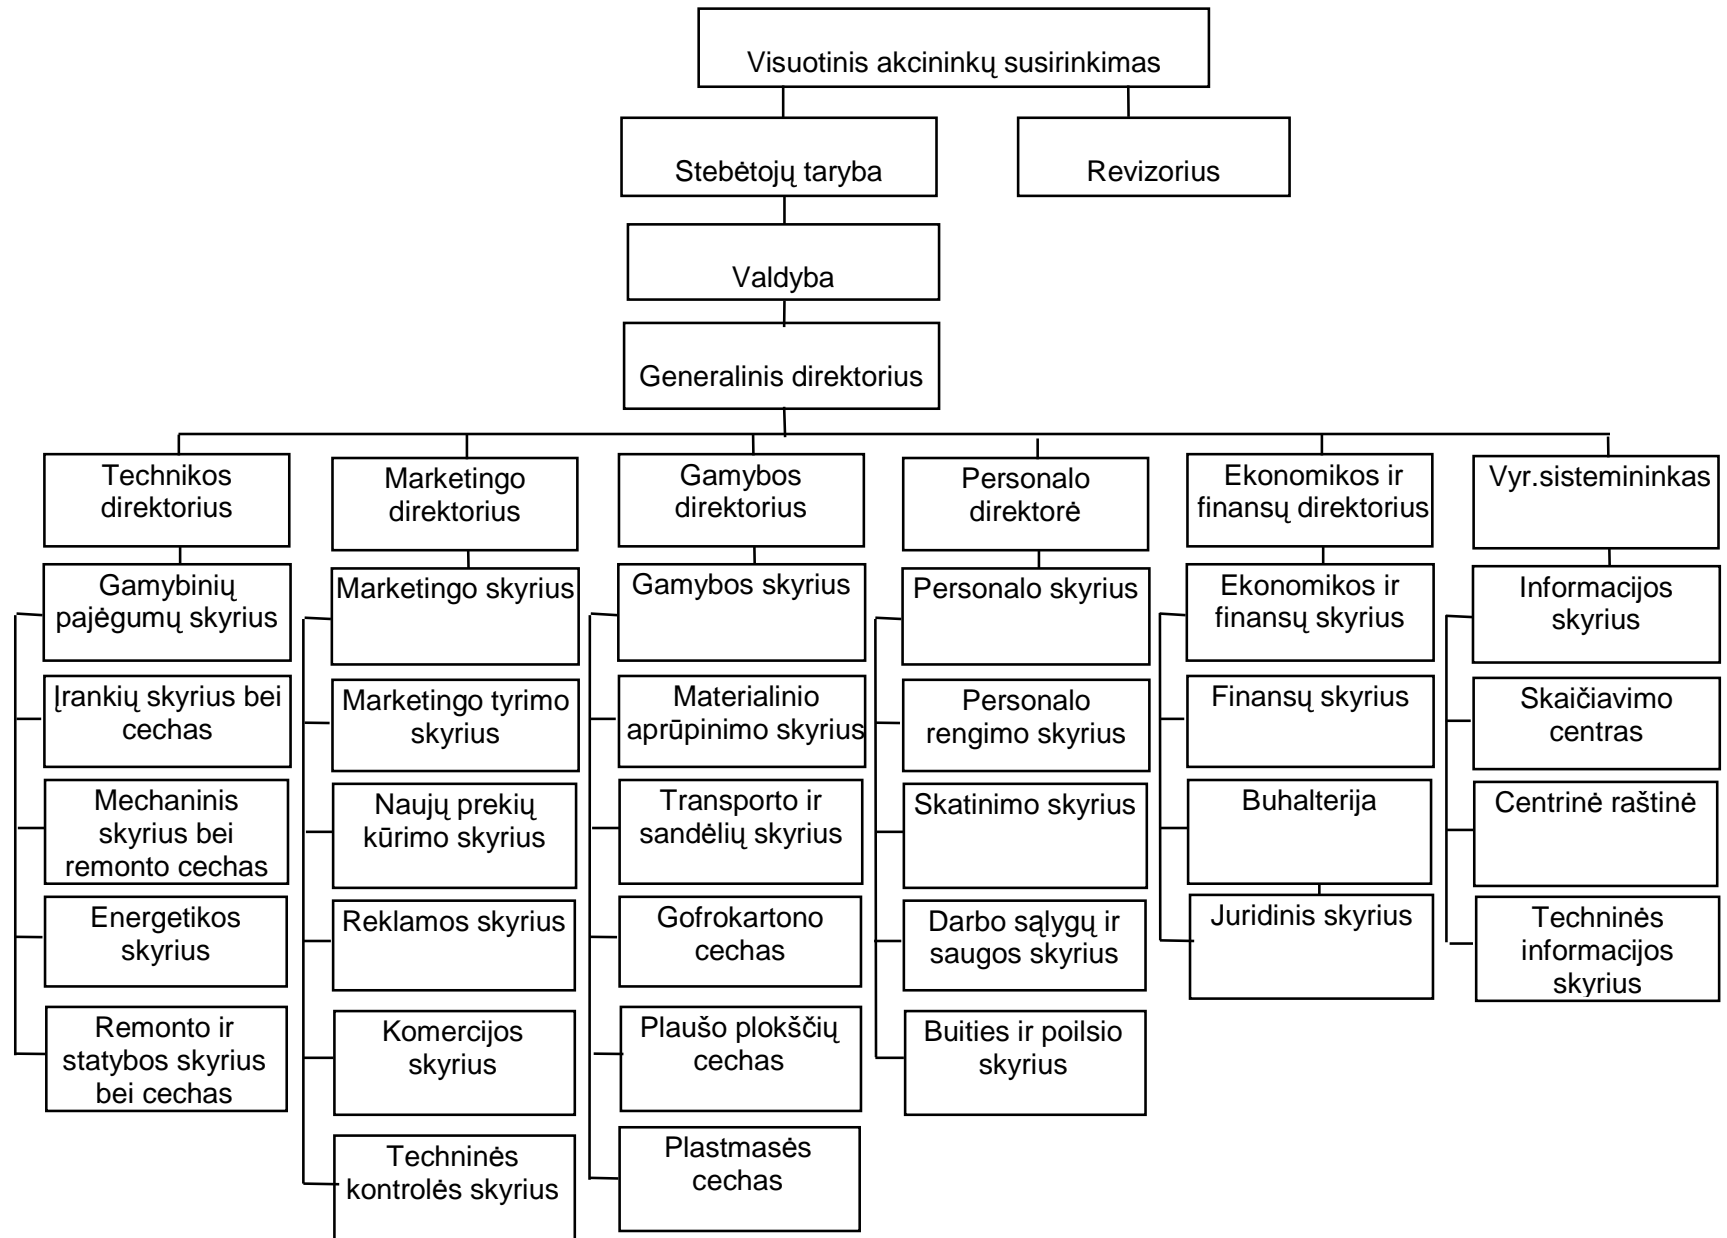 Visuotinis akcininkų susirinkimas
Stebėtojų taryba
Revizorius
Valdyba
Generalinis direktorius
Technikos
direktorius
Marketingo
direktorius
Gamybos
direktorius
Personalo
direktorė
Ekonomikos ir
finansų direktorius
Vyr.sistemininkas
Gamybinių
pajėgumų skyrius
Marketingo skyrius
Gamybos skyrius
Personalo skyrius
Ekonomikos ir
finansų skyrius
Informacijos
skyrius
Įrankių skyrius bei
cechas
Marketingo tyrimo
skyrius
Materialinio
aprūpinimo skyrius
Personalo
rengimo skyrius
Finansų skyrius
Skaičiavimo
centras
Mechaninis
skyrius bei
remonto cechas
Naujų prekių
kūrimo skyrius
Transporto ir
sandėlių skyrius
Skatinimo skyrius
Buhalterija
Centrinė raštinė
Energetikos
skyrius
Reklamos skyrius
Gofrokartono
cechas
Darbo sąlygų ir
saugos skyrius
Juridinis skyrius
Techninės
informacijos
skyrius
Remonto ir
statybos skyrius
bei cechas
Komercijos
skyrius
Plaušo plokščių
cechas
Buities ir poilsio
skyrius
Techninės
kontrolės skyrius
Plastmasės
cechas